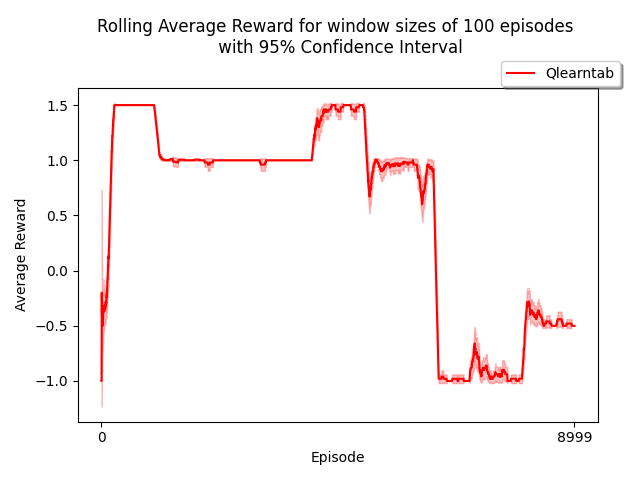 Rolling Average Reward for window sizes of 100 episodes
with 95% Confidence Interval
Qlearntab
1.5
1.0
0.5
0.0
−0.5
−1.0
Average Reward
0
8999
Episode